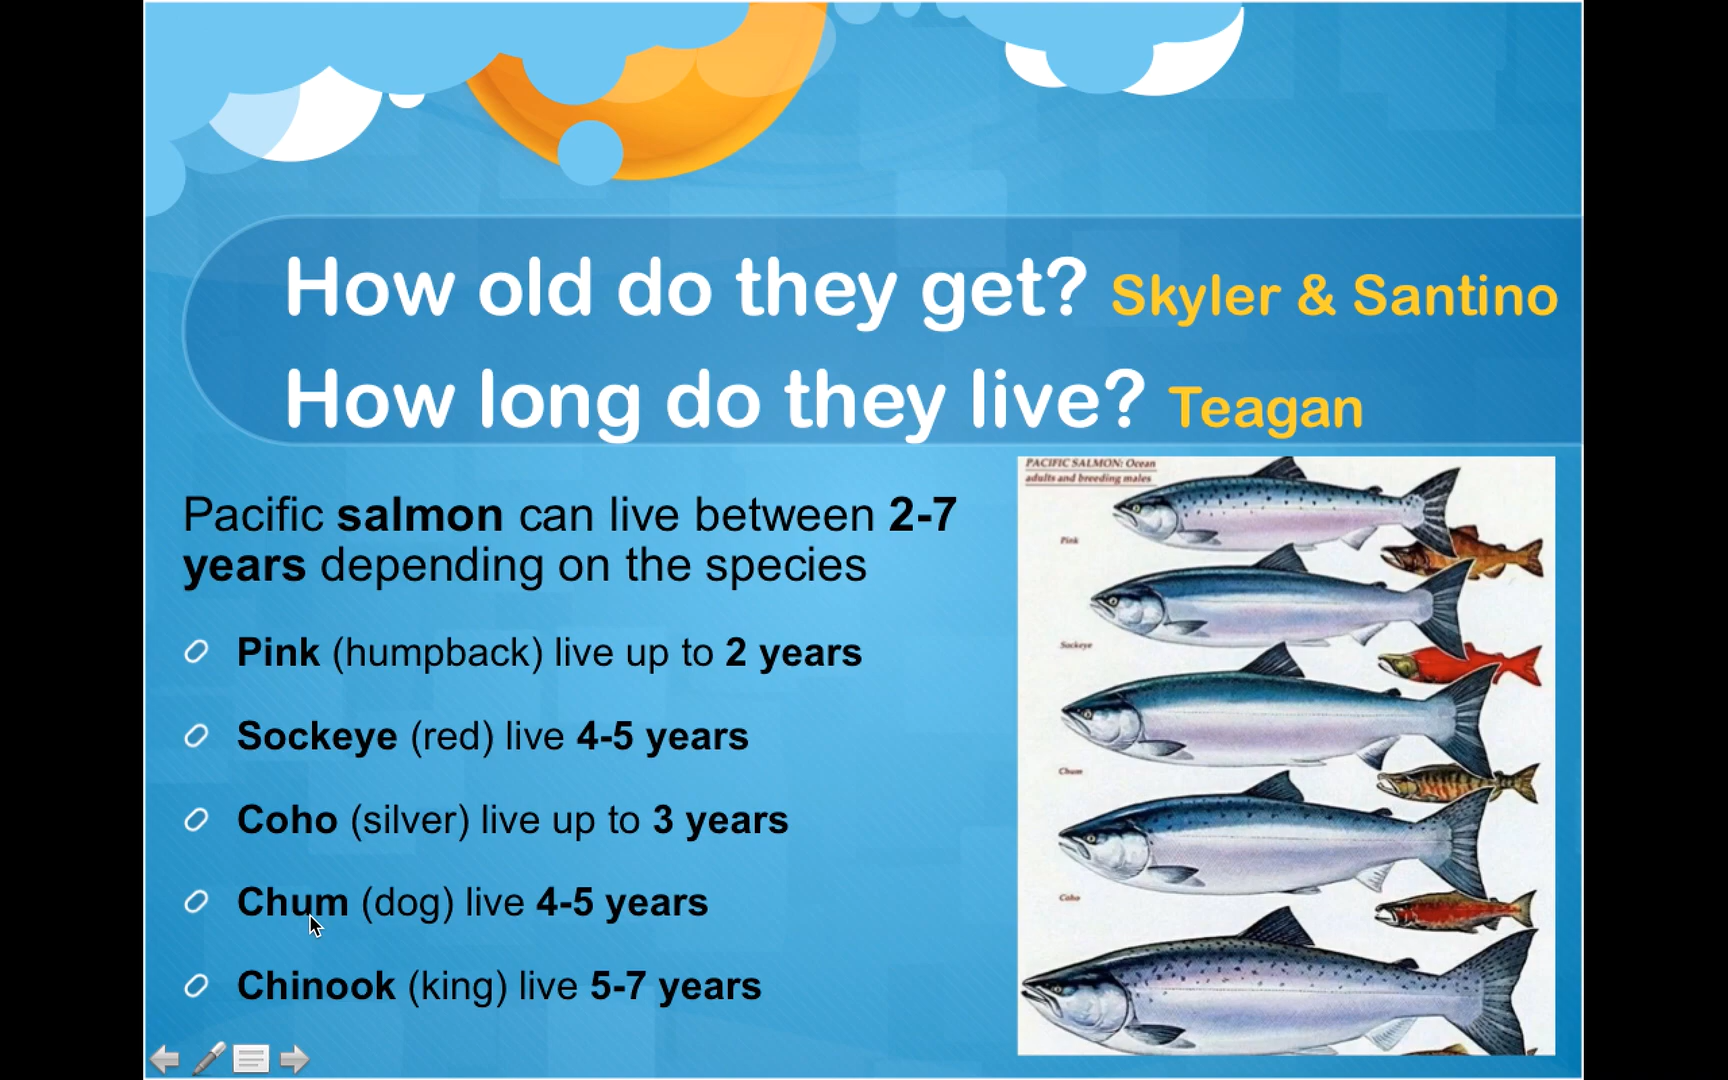 How old do they get? Skyler & Santino
How long do they live? Teagan
Pacific salmon can live between 2-7
years depending on the species
Pink (humpback) live up to 2 years
Sockeye (red) live 4-5 years
Coho (silver) live up to 3 years
Chum (dog) live 4-5 years
Chinook (king) live 5-7 years
PACIFIC SALMON: Ocean
adults and breeding males
Pink
Sockeye
Chum
Coho